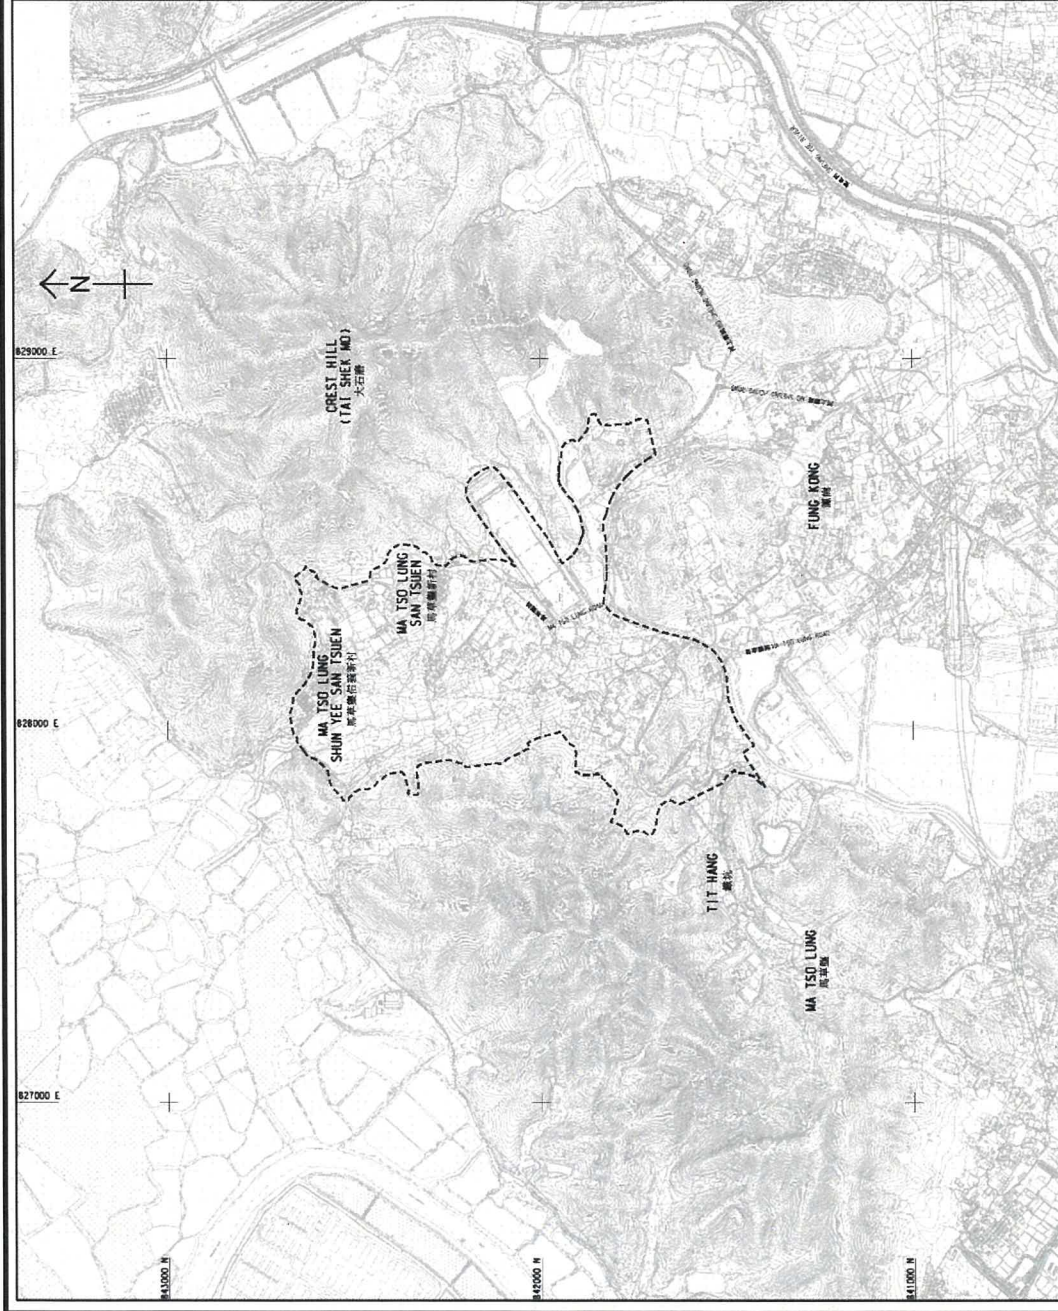 N
829000 E
828000 E
827000 E
843000 N
842000 N
841000 N
CREST HILL
(TAI SHEK MO)
大石磨
MA TSO LUNG
SAN TSUEN
馬草壟新村
MA TSO LUNG
SHUN YEE SAN TSUEN
馬草壟信義新村
MA TSO LUNG ROAD
FUNG KONG
鳳崗
TIT HANG
鐵坑
MA TSO LUNG
馬草壟